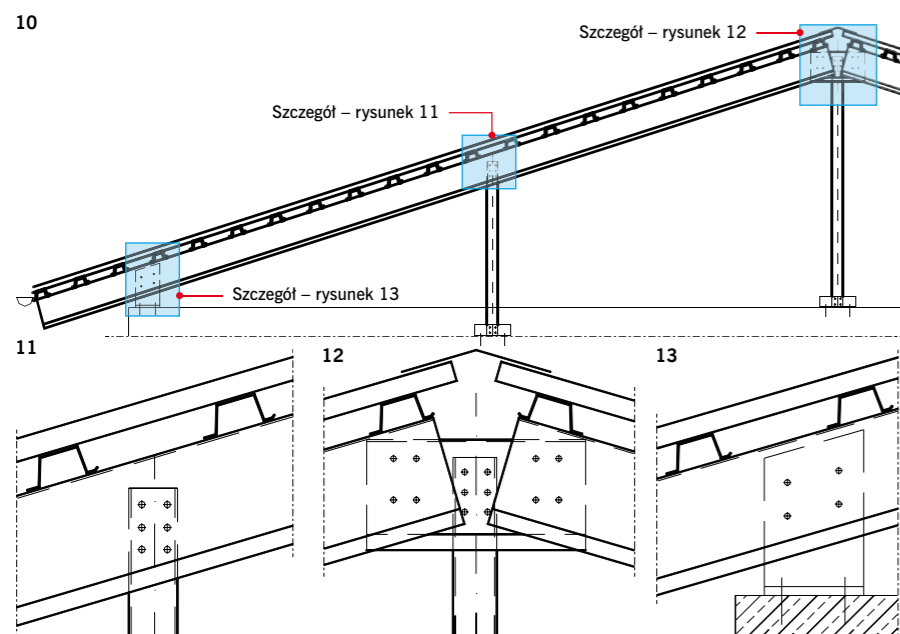 10
Szczegół – rysunek 12
Szczegół – rysunek 11
Szczegół – rysunek 13
11
12
13